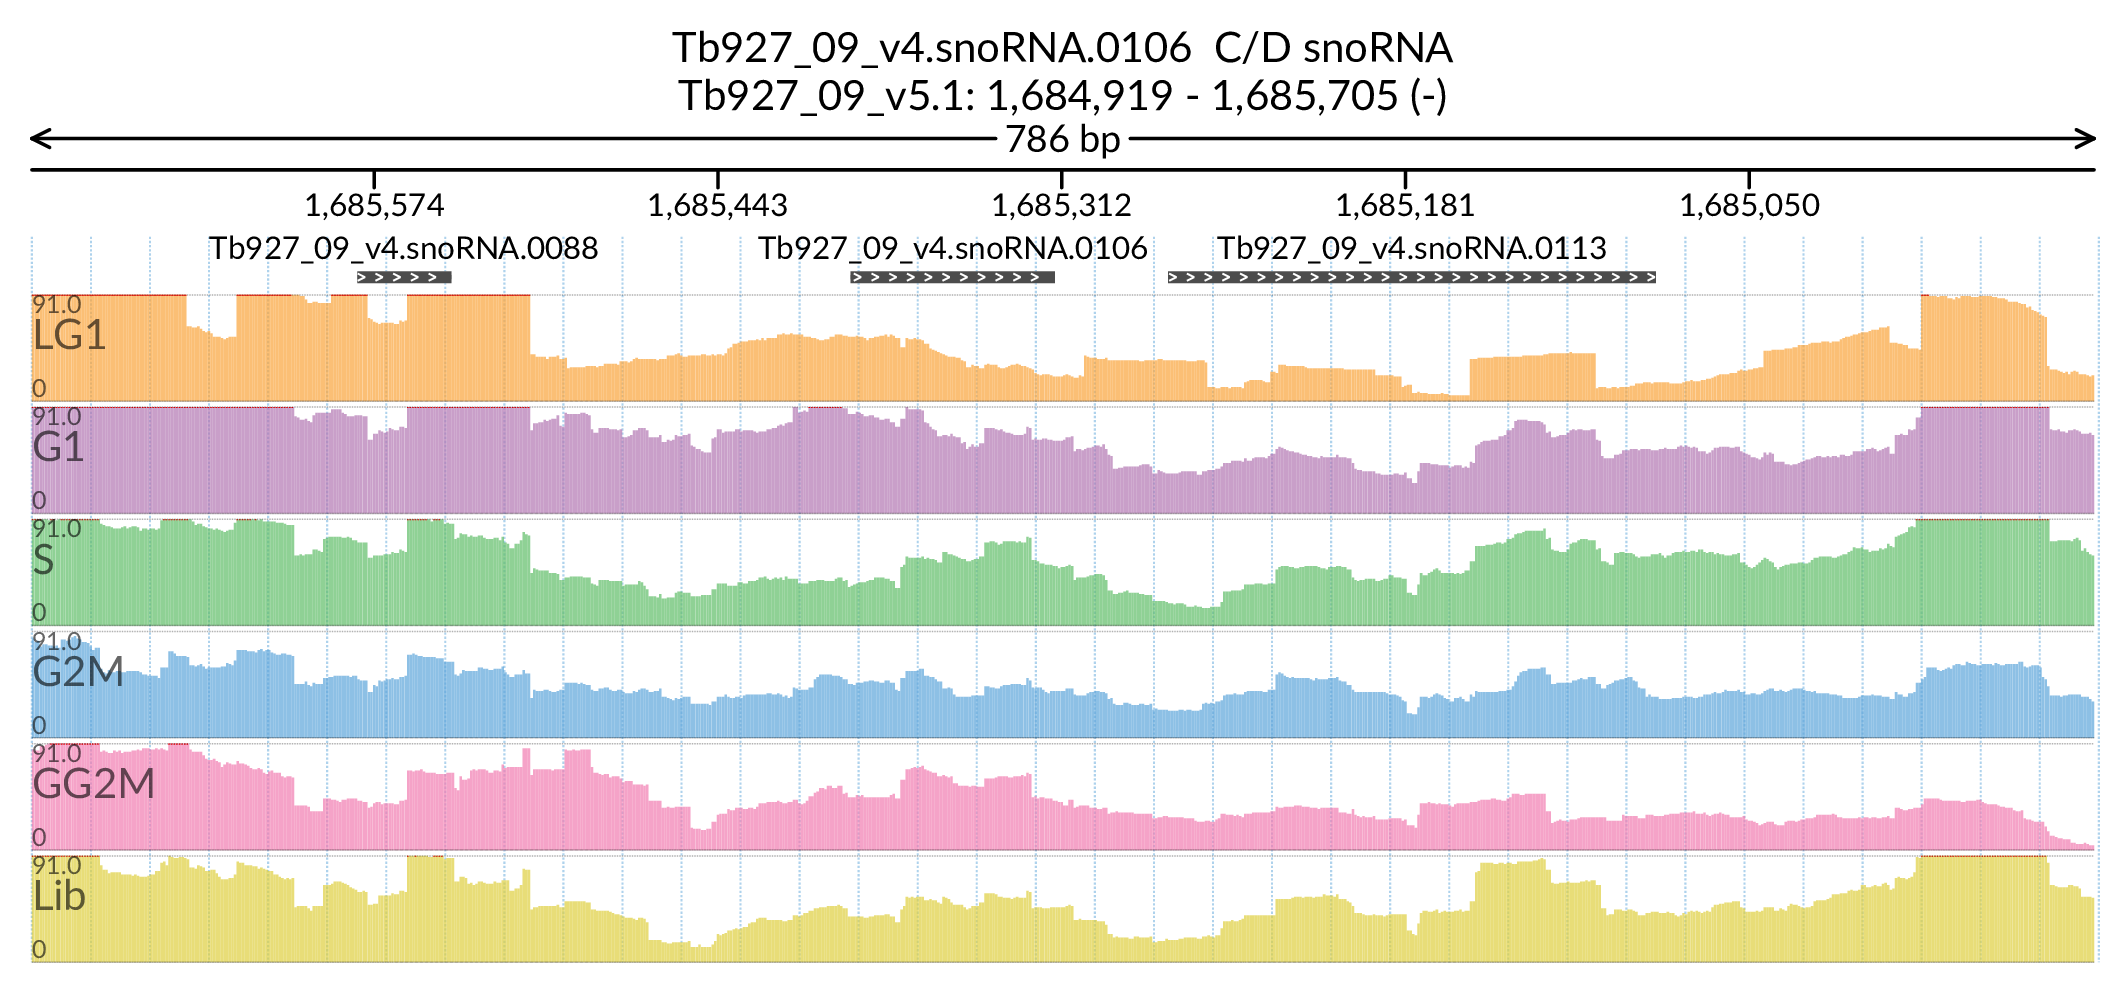 Tb927_09_v4.snoRNA.0106 C/D snoRNA
Tb927_09_v5.1: 1,684,919 - 1,685,705 (-)
786 bp
1,685,574 1,685,443 1,685,312 1,685,181 1,685,050
Tb927_09_v4.snoRNA.0088 Tb927_09_v4.snoRNA.0106 Tb927_09_v4.snoRNA.0113
91.0
LG1
0
91.0
G1
0
91.0
S
0
91.0
G2M
0
91.0
GG2M
0
91.0
Lib
0